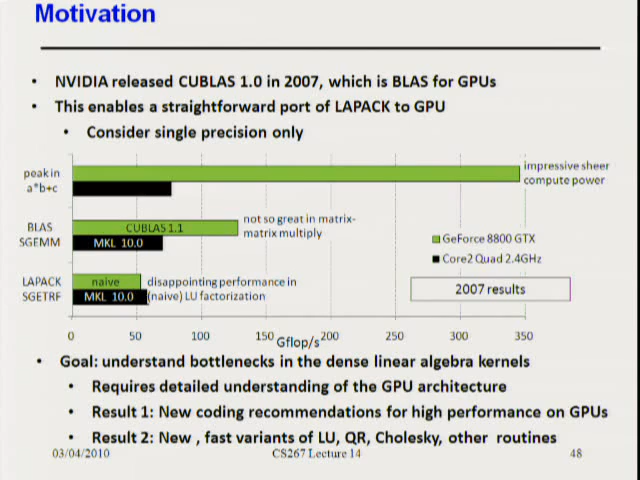 Motivation
• NVIDIA released CUBLAS 1.0 in 2007, which is BLAS for GPUs
• This enables a straightforward port of LAPACK to GPU
• Consider single precision only
peak in
a*b+c
impressive sheer
compute power
BLAS
SGEMM
CUBLAS 1.1
MKL 10.0
not so great in matrix-
matrix multiply
GeForce 8800 GTX
Core2 Quad 2.4GHz
LAPACK
SGETRF
naive
MKL 10.0
disappointing performance in
(naive) LU factorization
2007 results
0 50 100 150 200 250 300 350
Gflop/s
• Goal: understand bottlenecks in the dense linear algebra kernels
• Requires detailed understanding of the GPU architecture
• Result 1: New coding recommendations for high performance on GPUs
• Result 2: New , fast variants of LU, QR, Cholesky, other routines
03/04/2010 CS267 Lecture 14 48